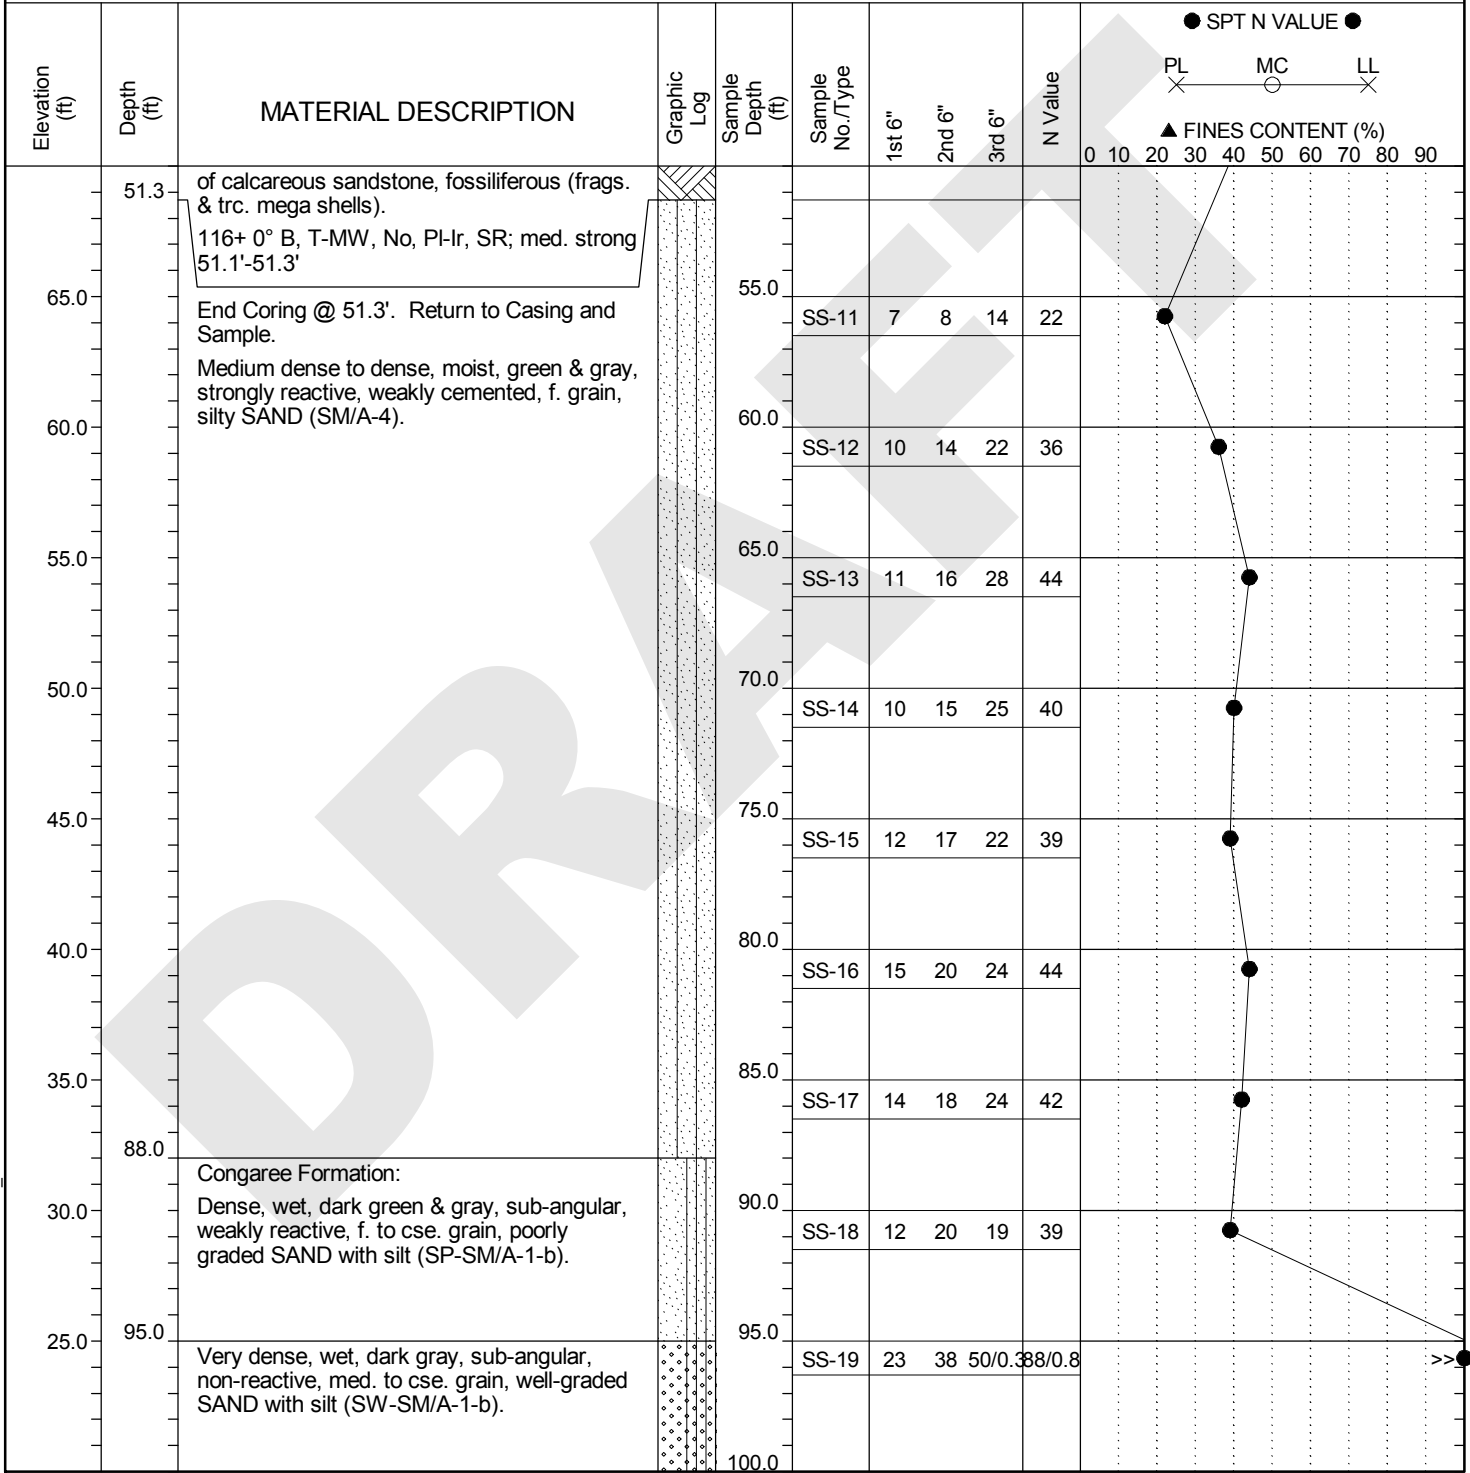 ● SPT N VALUE ●
PL MC LL
▲ FINES CONTENT (%)
Elevation (ft)
Depth (ft)
MATERIAL DESCRIPTION
Graphic Log
Sample Depth (ft)
Sample No./Type
1st 6"
2nd 6"
3rd 6"
N Value
0 10 20 30 40 50 60 70 80 90
51.3
of calcareous sandstone, fossiliferous (frags.
& trc. mega shells).
116+ 0° B, T-MW, No, Pl-Ir, SR; med. strong
51.1'-51.3'
65.0
55.0
End Coring @ 51.3'. Return to Casing and
Sample.
SS-11 7 8 14 22
Medium dense to dense, moist, green & gray,
strongly reactive, weakly cemented, f. grain,
silty SAND (SM/A-4).
60.0
60.0
SS-12 10 14 22 36
55.0
65.0
SS-13 11 16 28 44
50.0
70.0
SS-14 10 15 25 40
45.0
75.0
SS-15 12 17 22 39
40.0
80.0
SS-16 15 20 24 44
35.0
85.0
SS-17 14 18 24 42
88.0
Congaree Formation:
Dense, wet, dark green & gray, sub-angular,
weakly reactive, f. to cse. grain, poorly
graded SAND with silt (SP-SM/A-1-b).
30.0
90.0
SS-18 12 20 19 39
25.0
95.0
95.0
Very dense, wet, dark gray, sub-angular,
non-reactive, med. to cse. grain, well-graded
SAND with silt (SW-SM/A-1-b).
SS-19 23 38 50/0.3 88/0.8
>>
100.0
DRAFT